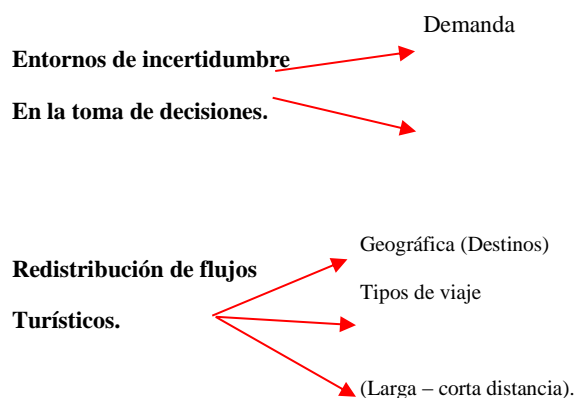 Demanda
Entornos de incertidumbre
En la toma de decisiones.
Geográfica (Destinos)
Redistribución de flujos
Tipos de viaje
Turísticos.
(Larga – corta distancia).